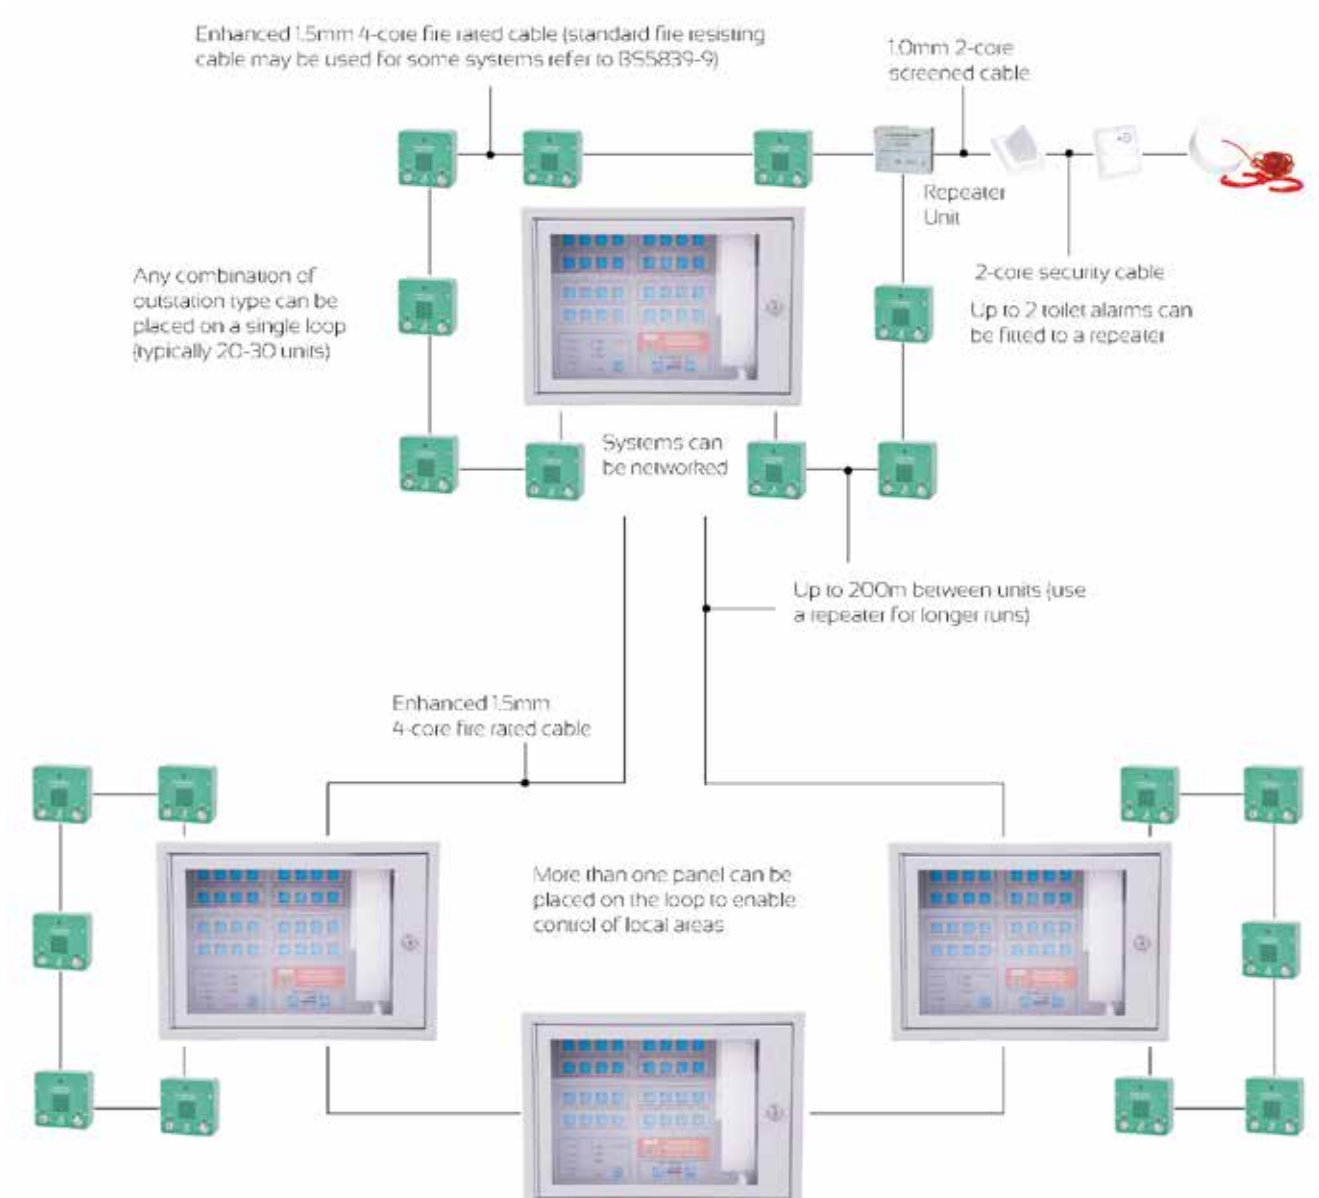 Enhanced 1.5mm 4-core fire rated cable (standard fire resisting
cable may be used for some systems refer to BS5839-9)
1.0mm 2-core
screened cable
Repeater
Unit
Any combination of
outstation type can be
placed on a single loop
(typically 20-30 units)
2-core security cable
Up to 2 toilet alarms can
be fitted to a repeater
Systems can
be networked
Up to 200m between units (use
a repeater for longer runs)
Enhanced 1.5mm
4-core fire rated cable
More than one panel can be
placed on the loop to enable
control of local areas